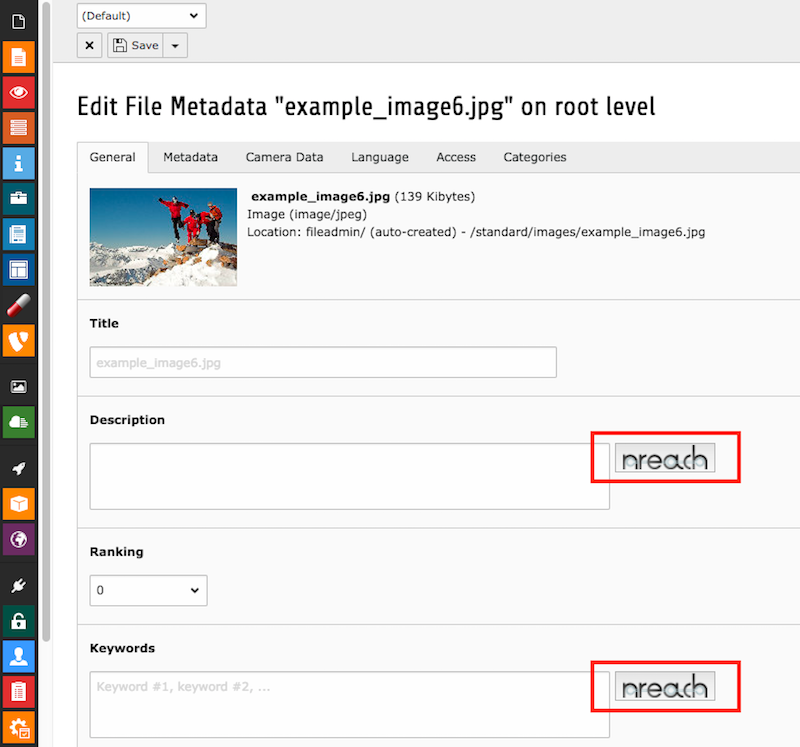 (Default)
Save
Edit File Metadata "example_image6.jpg" on root level
General Metadata Camera Data Language Access Categories
example_image6.jpg (139 Kibytes)
Image (image/jpeg)
Location: fileadmin/ (auto-created) - /standard/images/example_image6.jpg
Title
example_image6.jpg
Description
nreach
Ranking
0
Keywords
Keyword #1, keyword #2, ...
nreach